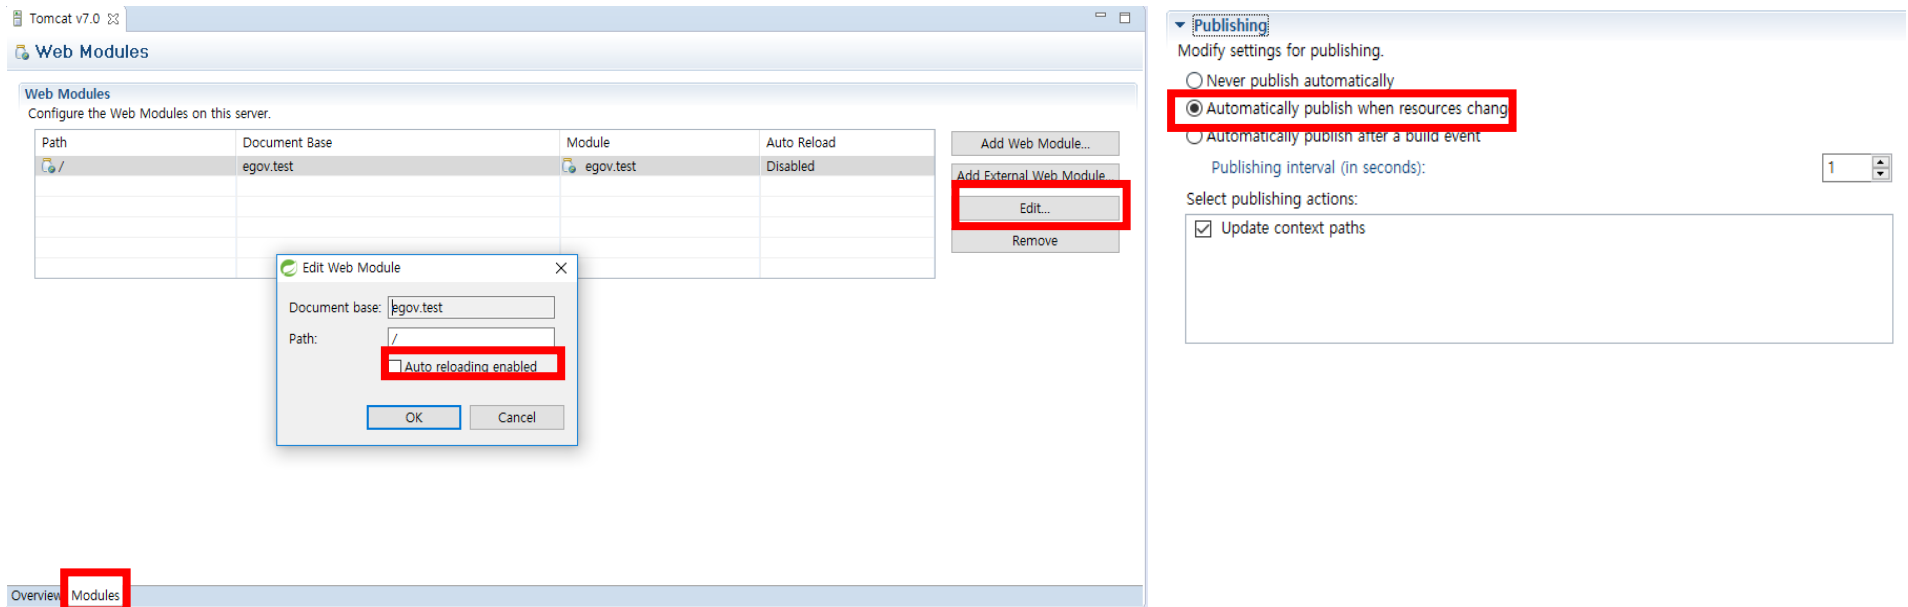 Tomcat v7.0
Web Modules
Web Modules
Configure the Web Modules on this server.
Path Document Base Module Auto Reload
/ egov.test egov.test Disabled
Add Web Module...
Add External Web Module...
Edit...
Remove
Edit Web Module
Document base: egov.test
Path: /
Auto reloading enabled
OK Cancel
Overview Modules
Publishing
Modify settings for publishing.
Never publish automatically
Automatically publish when resources chang
Automatically publish after a build event
Publishing interval (in seconds): 1
Select publishing actions:
Update context paths